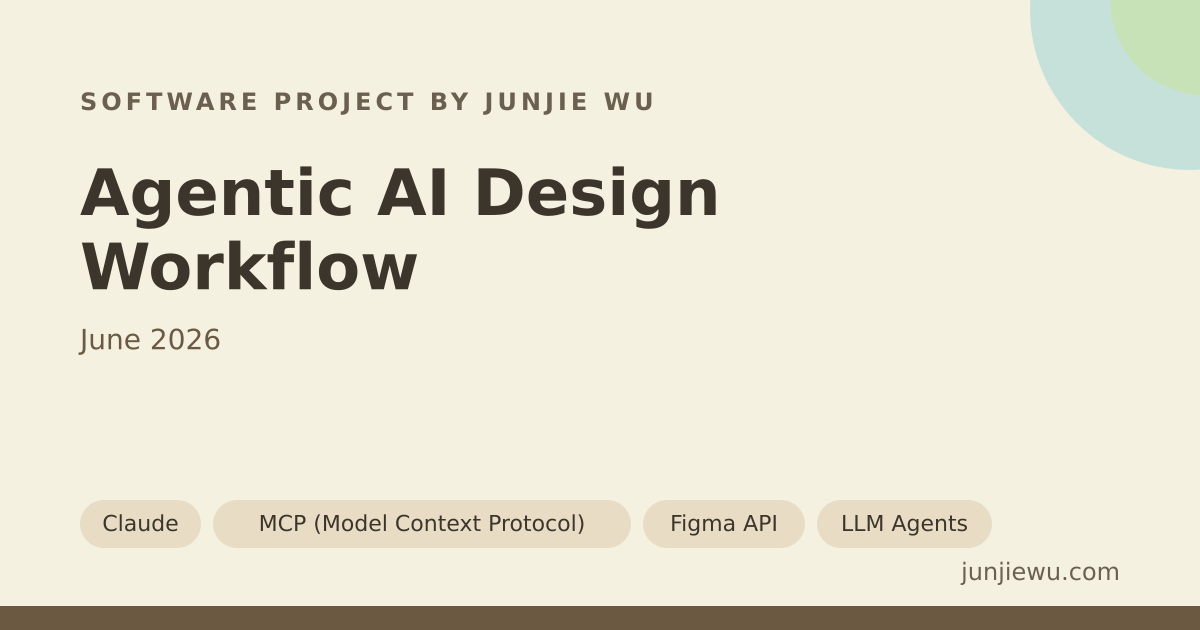 SOFTWARE PROJECT BY JUNJIE WU
Agentic AI Design
Workflow
June 2026
Claude
MCP (Model Context Protocol)
Figma API
LLM Agents
junjiewu.com